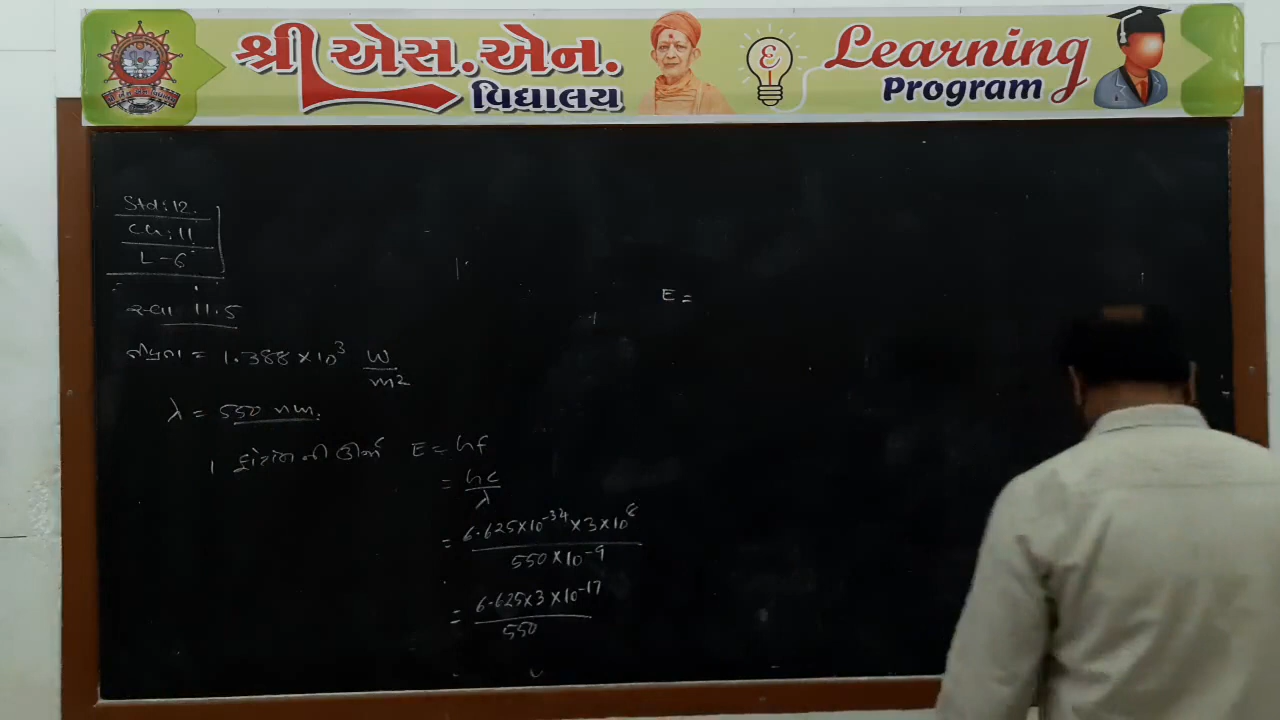 શ્રી એસ.એન.
વિદ્યાલય
Learning
Program
Std:12.
Ch:11
L-6
સ્વા 11.5
તીવ્રતા = 1.388×10³ W/m²
λ = 550 nm.
1 ફોટોન ની ઊર્જા E = hf
= hc/λ
= 6.625×10⁻³⁴×3×10⁸/550×10⁻⁹
= 6.625×3×10⁻¹⁷/550
E =